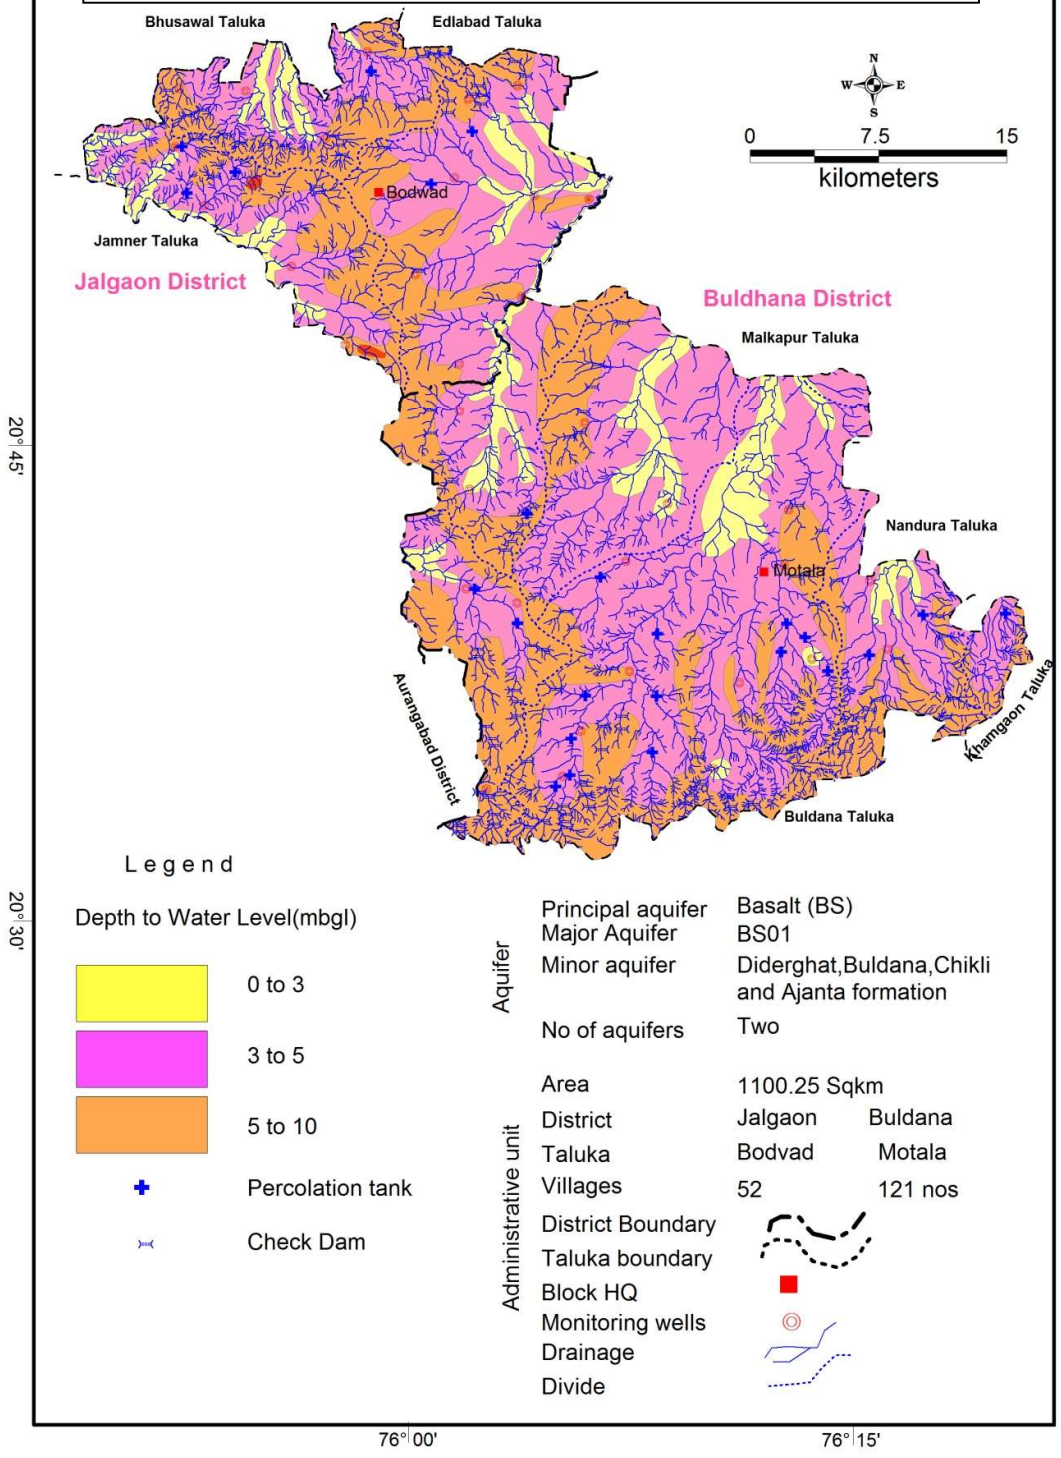 Bhusawal Taluka
Edlabad Taluka
N
W E
S
0 7.5 15
kilometers
Bodwad
Jamner Taluka
Jalgaon District
Buldhana District
Malkapur Taluka
20° 45'
Nandura Taluka
Motala
Aurangabad District
Khamgaon Taluka
Buldana Taluka
20° 30'
Legend
Depth to Water Level(mbgl)
0 to 3
3 to 5
5 to 10
Percolation tank
Check Dam
Aquifer
Principal aquifer Basalt (BS)
Major Aquifer BS01
Minor aquifer Diderghat,Buldana,Chikli
and Ajanta formation
No of aquifers Two
Administrative unit
Area 1100.25 Sqkm
District Jalgaon Buldana
Taluka Bodvad Motala
Villages 52 121 nos
District Boundary
Taluka boundary
Block HQ
Monitoring wells
Drainage
Divide
76° 00' 76° 15'